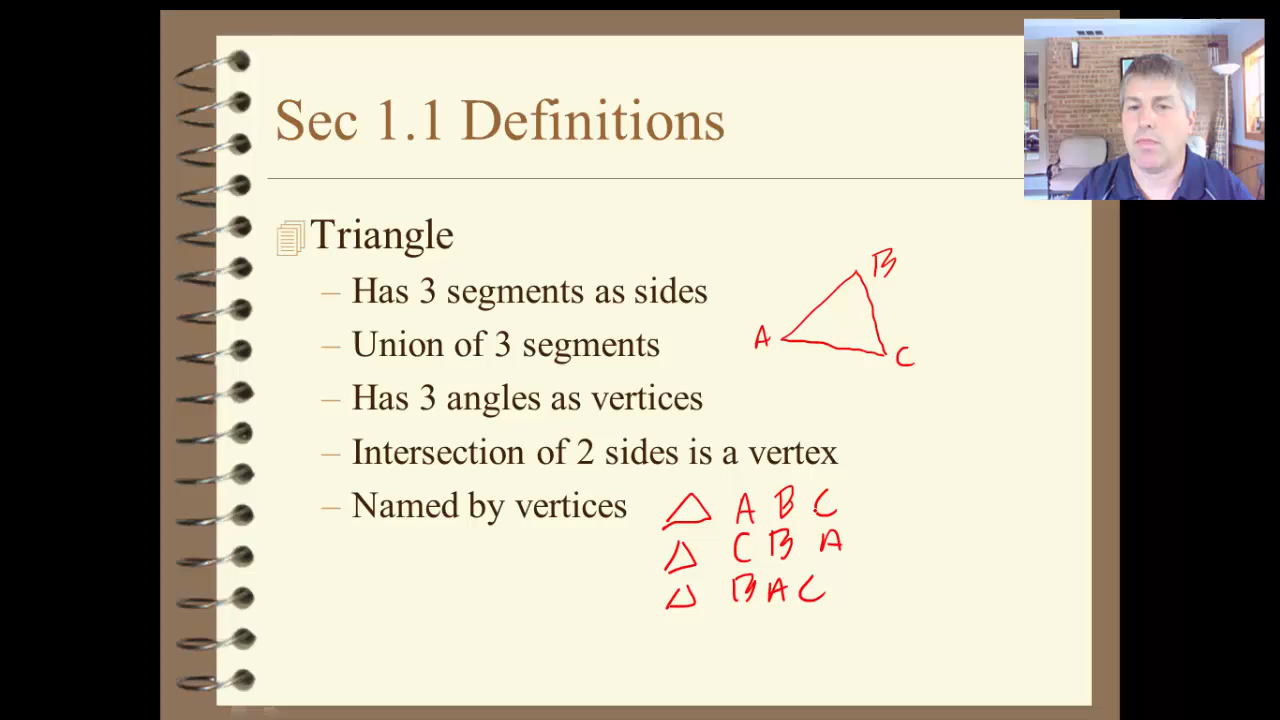 Sec 1.1 Definitions
Triangle
– Has 3 segments as sides
– Union of 3 segments
– Has 3 angles as vertices
– Intersection of 2 sides is a vertex
– Named by vertices △ A B C
△ C B A
△ B A C
B
A
C